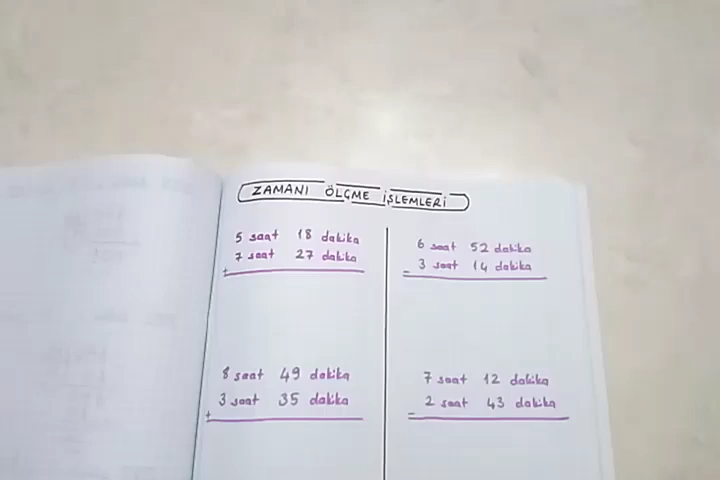 ZAMANI ÖLÇME İŞLEMLERİ
5 saat 18 dakika
7 saat 27 dakika
+
6 saat 52 dakika
- 3 saat 14 dakika
8 saat 49 dakika
3 saat 35 dakika
+
7 saat 12 dakika
2 saat 43 dakika
-